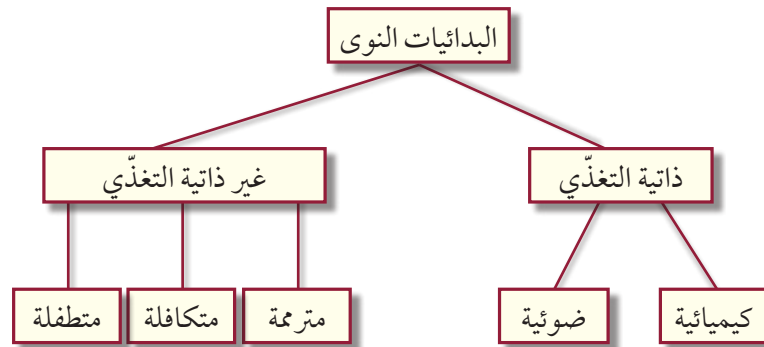 البدائيات النوى
ذاتية التغذّي
غير ذاتية التغذّي
كيميائية
ضوئية
مترممة
متكافلة
متطفلة